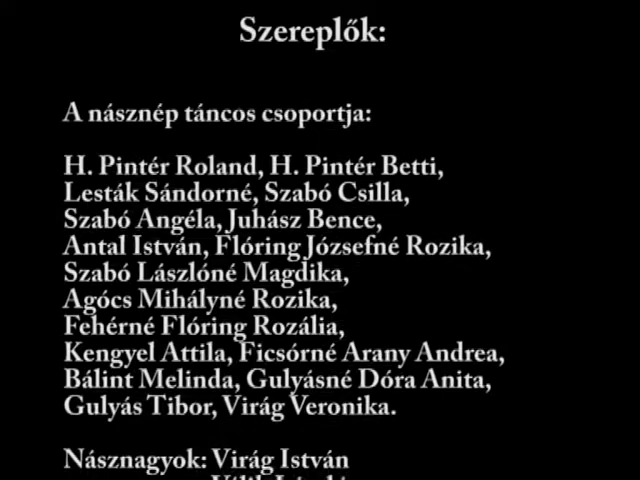 Szereplők:
A násznép táncos csoportja:
H. Pintér Roland, H. Pintér Betti,
Lesták Sándorné, Szabó Csilla,
Szabó Angéla, Juhász Bence,
Antal István, Flóring Józsefné Rozika,
Szabó Lászlóné Magdika,
Agócs Mihályné Rozika,
Fehérné Flóring Rozália,
Kengyel Attila, Ficsórné Arany Andrea,
Bálint Melinda, Gulyásné Dóra Anita,
Gulyás Tibor, Virág Veronika.
Násznagyok: Virág István